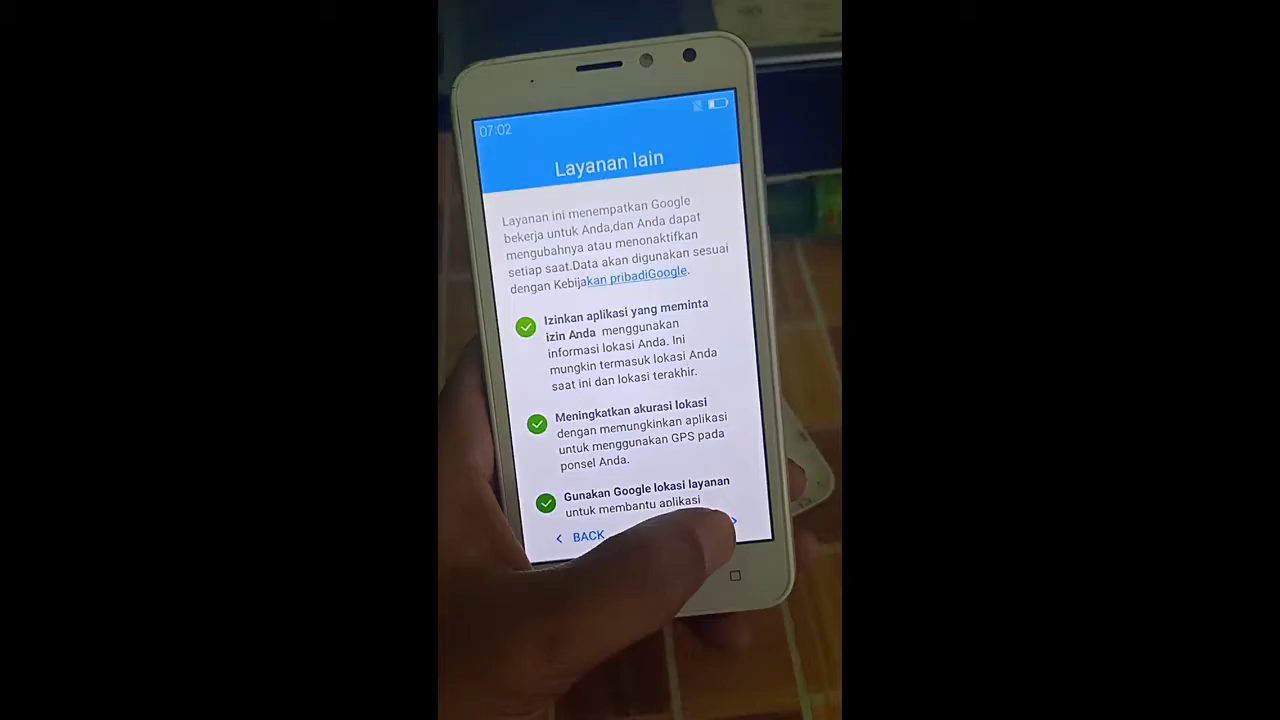 07:02
Layanan lain
Layanan ini menempatkan Google
bekerja untuk Anda,dan Anda dapat
mengubahnya atau menonaktifkan
setiap saat.Data akan digunakan sesuai
dengan Kebijakan pribadiGoogle.
Izinkan aplikasi yang meminta
izin Anda menggunakan
informasi lokasi Anda. Ini
mungkin termasuk lokasi Anda
saat ini dan lokasi terakhir.
Meningkatkan akurasi lokasi
dengan memungkinkan aplikasi
untuk menggunakan GPS pada
ponsel Anda.
Gunakan Google lokasi layanan
untuk membantu aplikasi
BACK